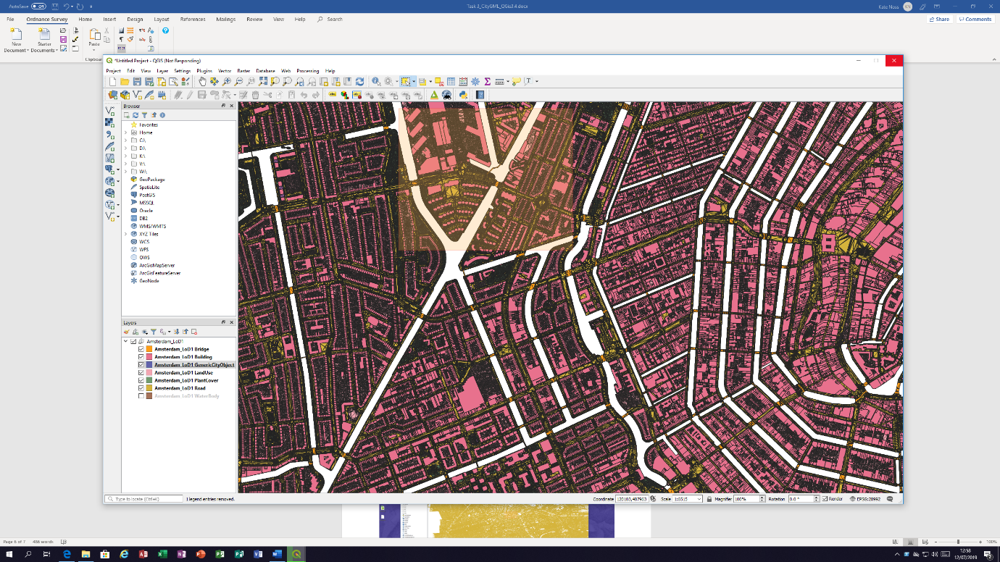 AutoSave Off
Task 3_CityGML_QGis3.4.docx
Kate Noss KN
File Ordnance Survey Home Insert Design Layout References Mailings Review View Help Search
Share Comments
New Document
Starter Documents
Paste
Clipboard
*Untitled Project - QGIS (Not Responding)
Project Edit View Layer Settings Plugins Vector Raster Database Web Processing Help
Browser
Favorites
Home
C:\
D:\
K:\
V:\
W:\
GeoPackage
SpatiaLite
PostGIS
MSSQL
Oracle
DB2
WMS/WMTS
XYZ Tiles
WCS
WFS
OWS
ArcGisMapServer
ArcGisFeatureServer
GeoNode
Layers
Amsterdam_LoD1
Amsterdam_LoD1 Bridge
Amsterdam_LoD1 Building
Amsterdam_LoD1 GenericCityObject
Amsterdam_LoD1 LandUse
Amsterdam_LoD1 PlantCover
Amsterdam_LoD1 Road
Amsterdam_LoD1 WaterBody
Type to locate (Ctrl+K)
1 legend entries removed.
Coordinate 120103,487963 Scale 1:6515 Magnifier 100% Rotation 0.0 ° Render EPSG:28992
Page 6 of 7 466 words
100%
12:58
12/07/2019